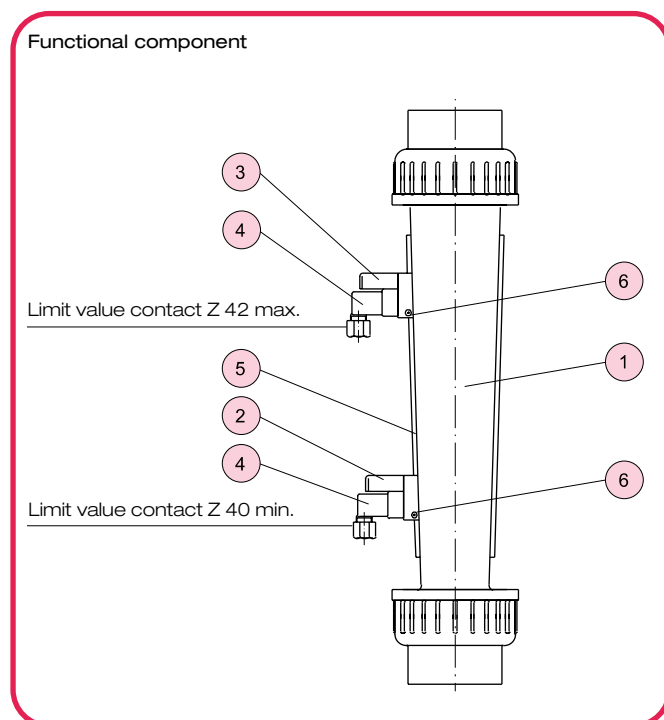 Functional component
3
4
Limit value contact Z 42 max.
6
5
1
2
4
6
Limit value contact Z 40 min.